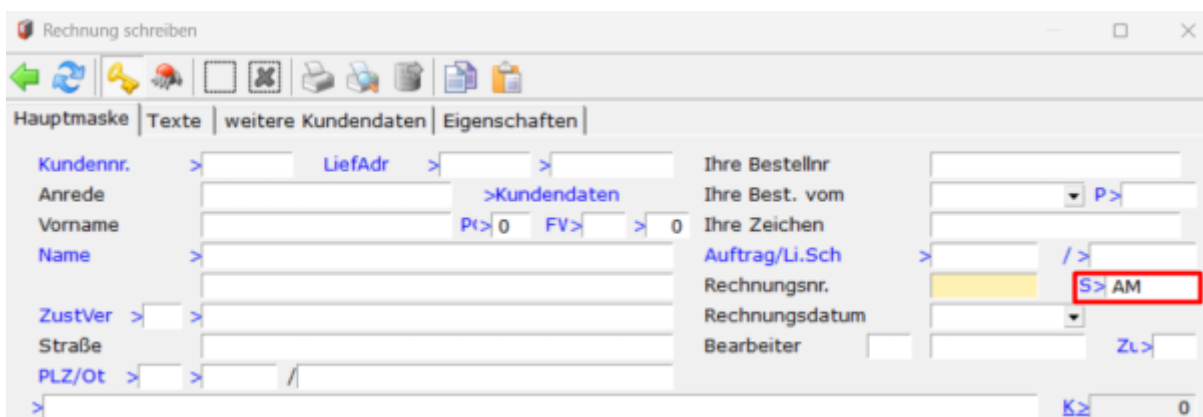 Rechnung schreiben
Hauptmaske Texte weitere Kundendaten Eigenschaften
Kundennr. > LiefAdr > > Ihre Bestellnr
Anrede >Kundendaten Ihre Best. vom P>
Vorname P(> 0 FV> > 0 Ihre Zeichen
Name > Auftrag/Li.Sch > / >
Rechnungsnr. S> AM
ZustVer > > Rechnungsdatum
Straße Bearbeiter Zu>
PLZ/Ot > > /
> K> 0